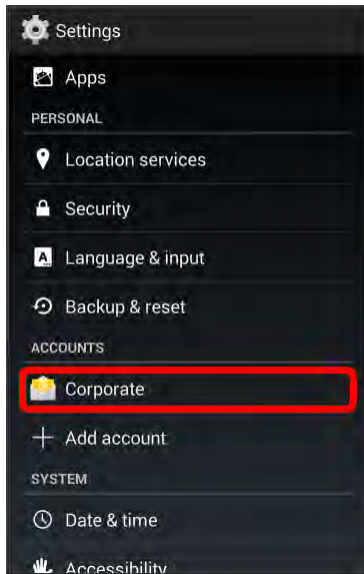 Settings
Apps
PERSONAL
Location services
Security
A
Language & input
Backup & reset
ACCOUNTS
Corporate
Add account
SYSTEM
Date & time
Accessibility